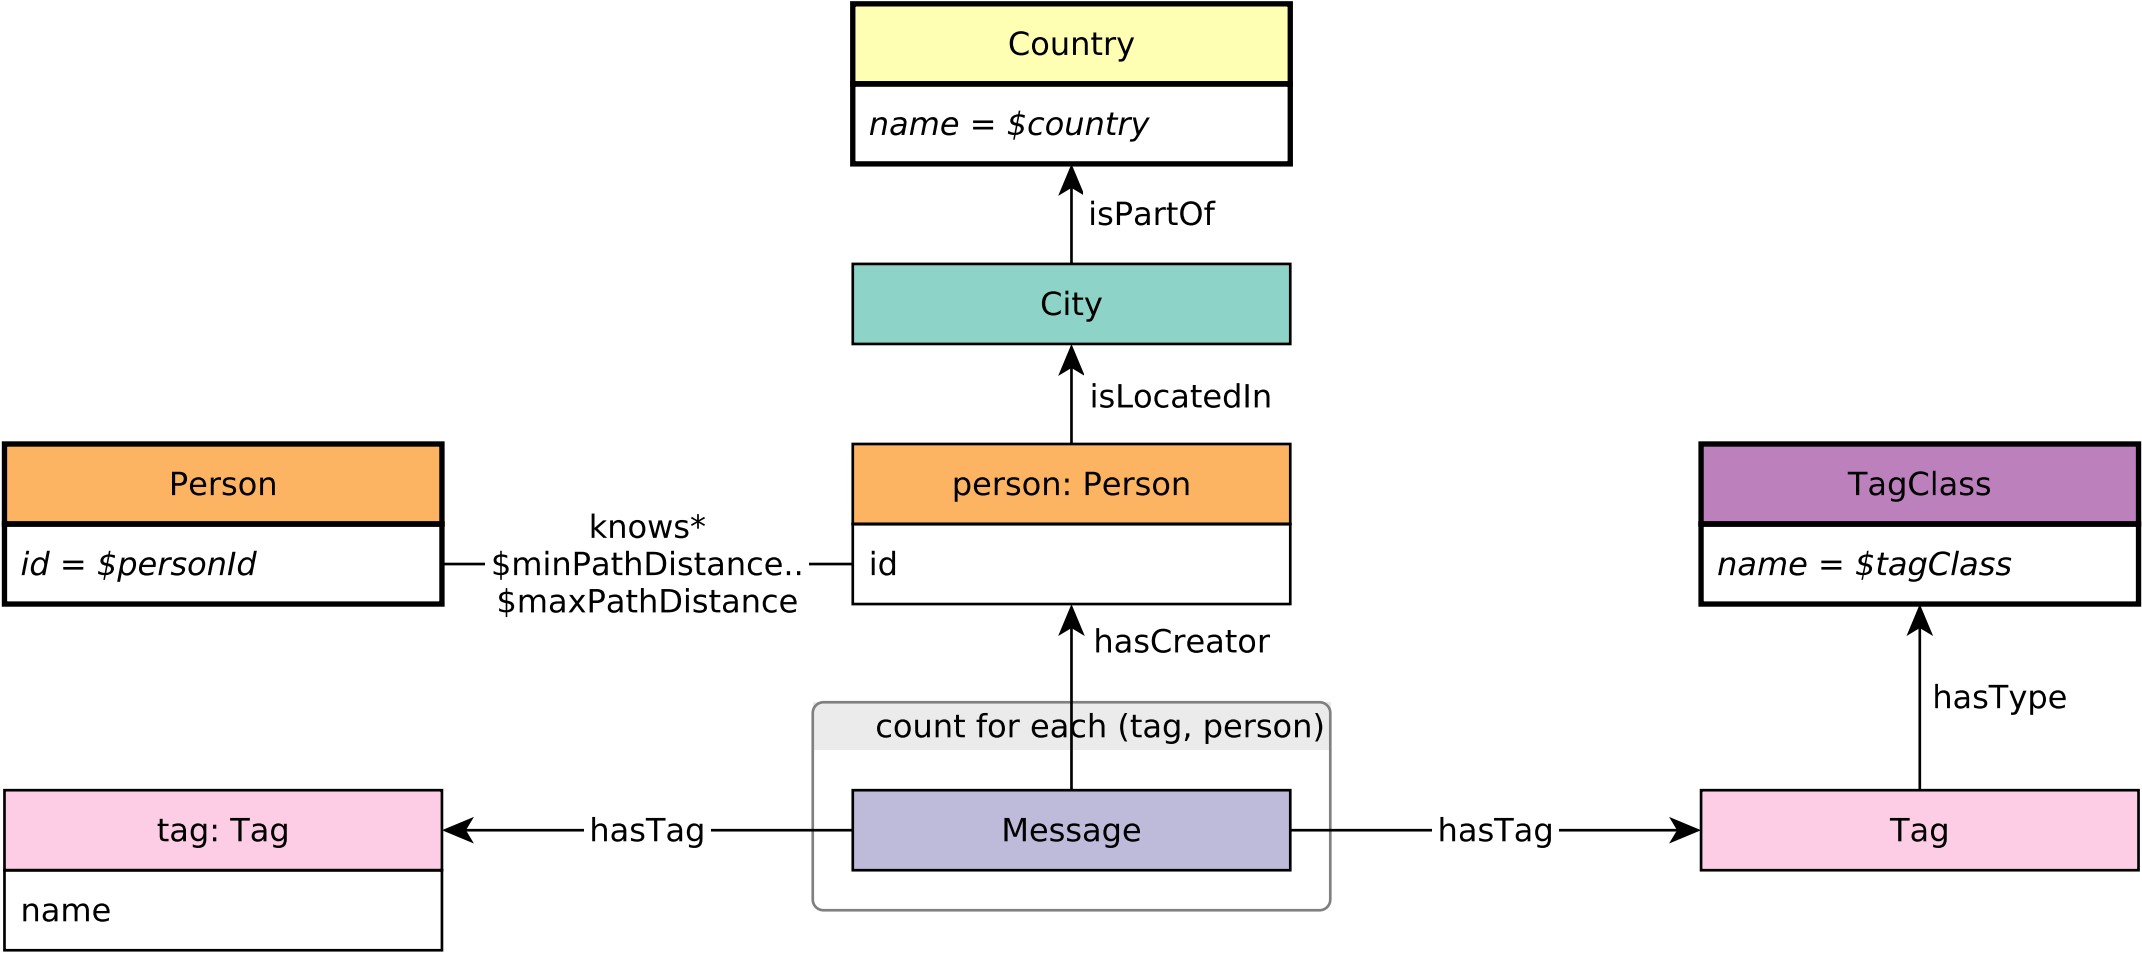 Country
name = $country
isPartOf
City
isLocatedIn
Person
id = $personId
knows*
$minPathDistance..
$maxPathDistance
person: Person
id
TagClass
name = $tagClass
hasCreator
hasType
count for each (tag, person)
tag: Tag
name
hasTag
Message
hasTag
Tag